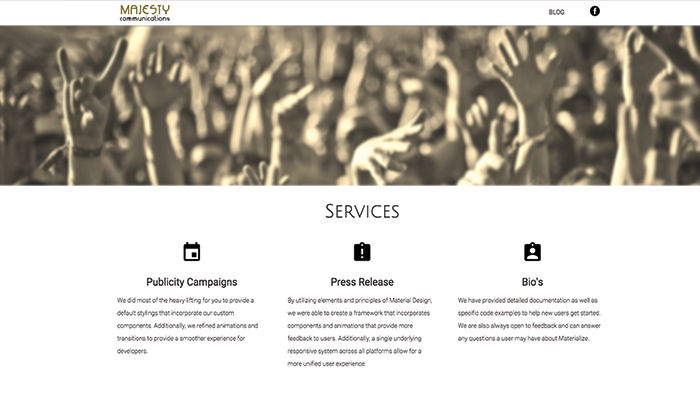 MAJESTY
communications
BLOG
SERVICES
Publicity Campaigns
We did most of the heavy lifting for you to provide a
default stylings that incorporate our custom
components. Additionally, we refined animations and
transitions to provide a smoother experience for
developers.
Press Release
By utilizing elements and principles of Material Design,
we were able to create a framework that incorporates
components and animations that provide more
feedback to users. Additionally, a single underlying
responsive system across all platforms allow for a
more unified user experience.
Bio's
We have provided detailed documentation as well as
specific code examples to help new users get started.
We are also always open to feedback and can answer
any questions a user may have about Materialize.